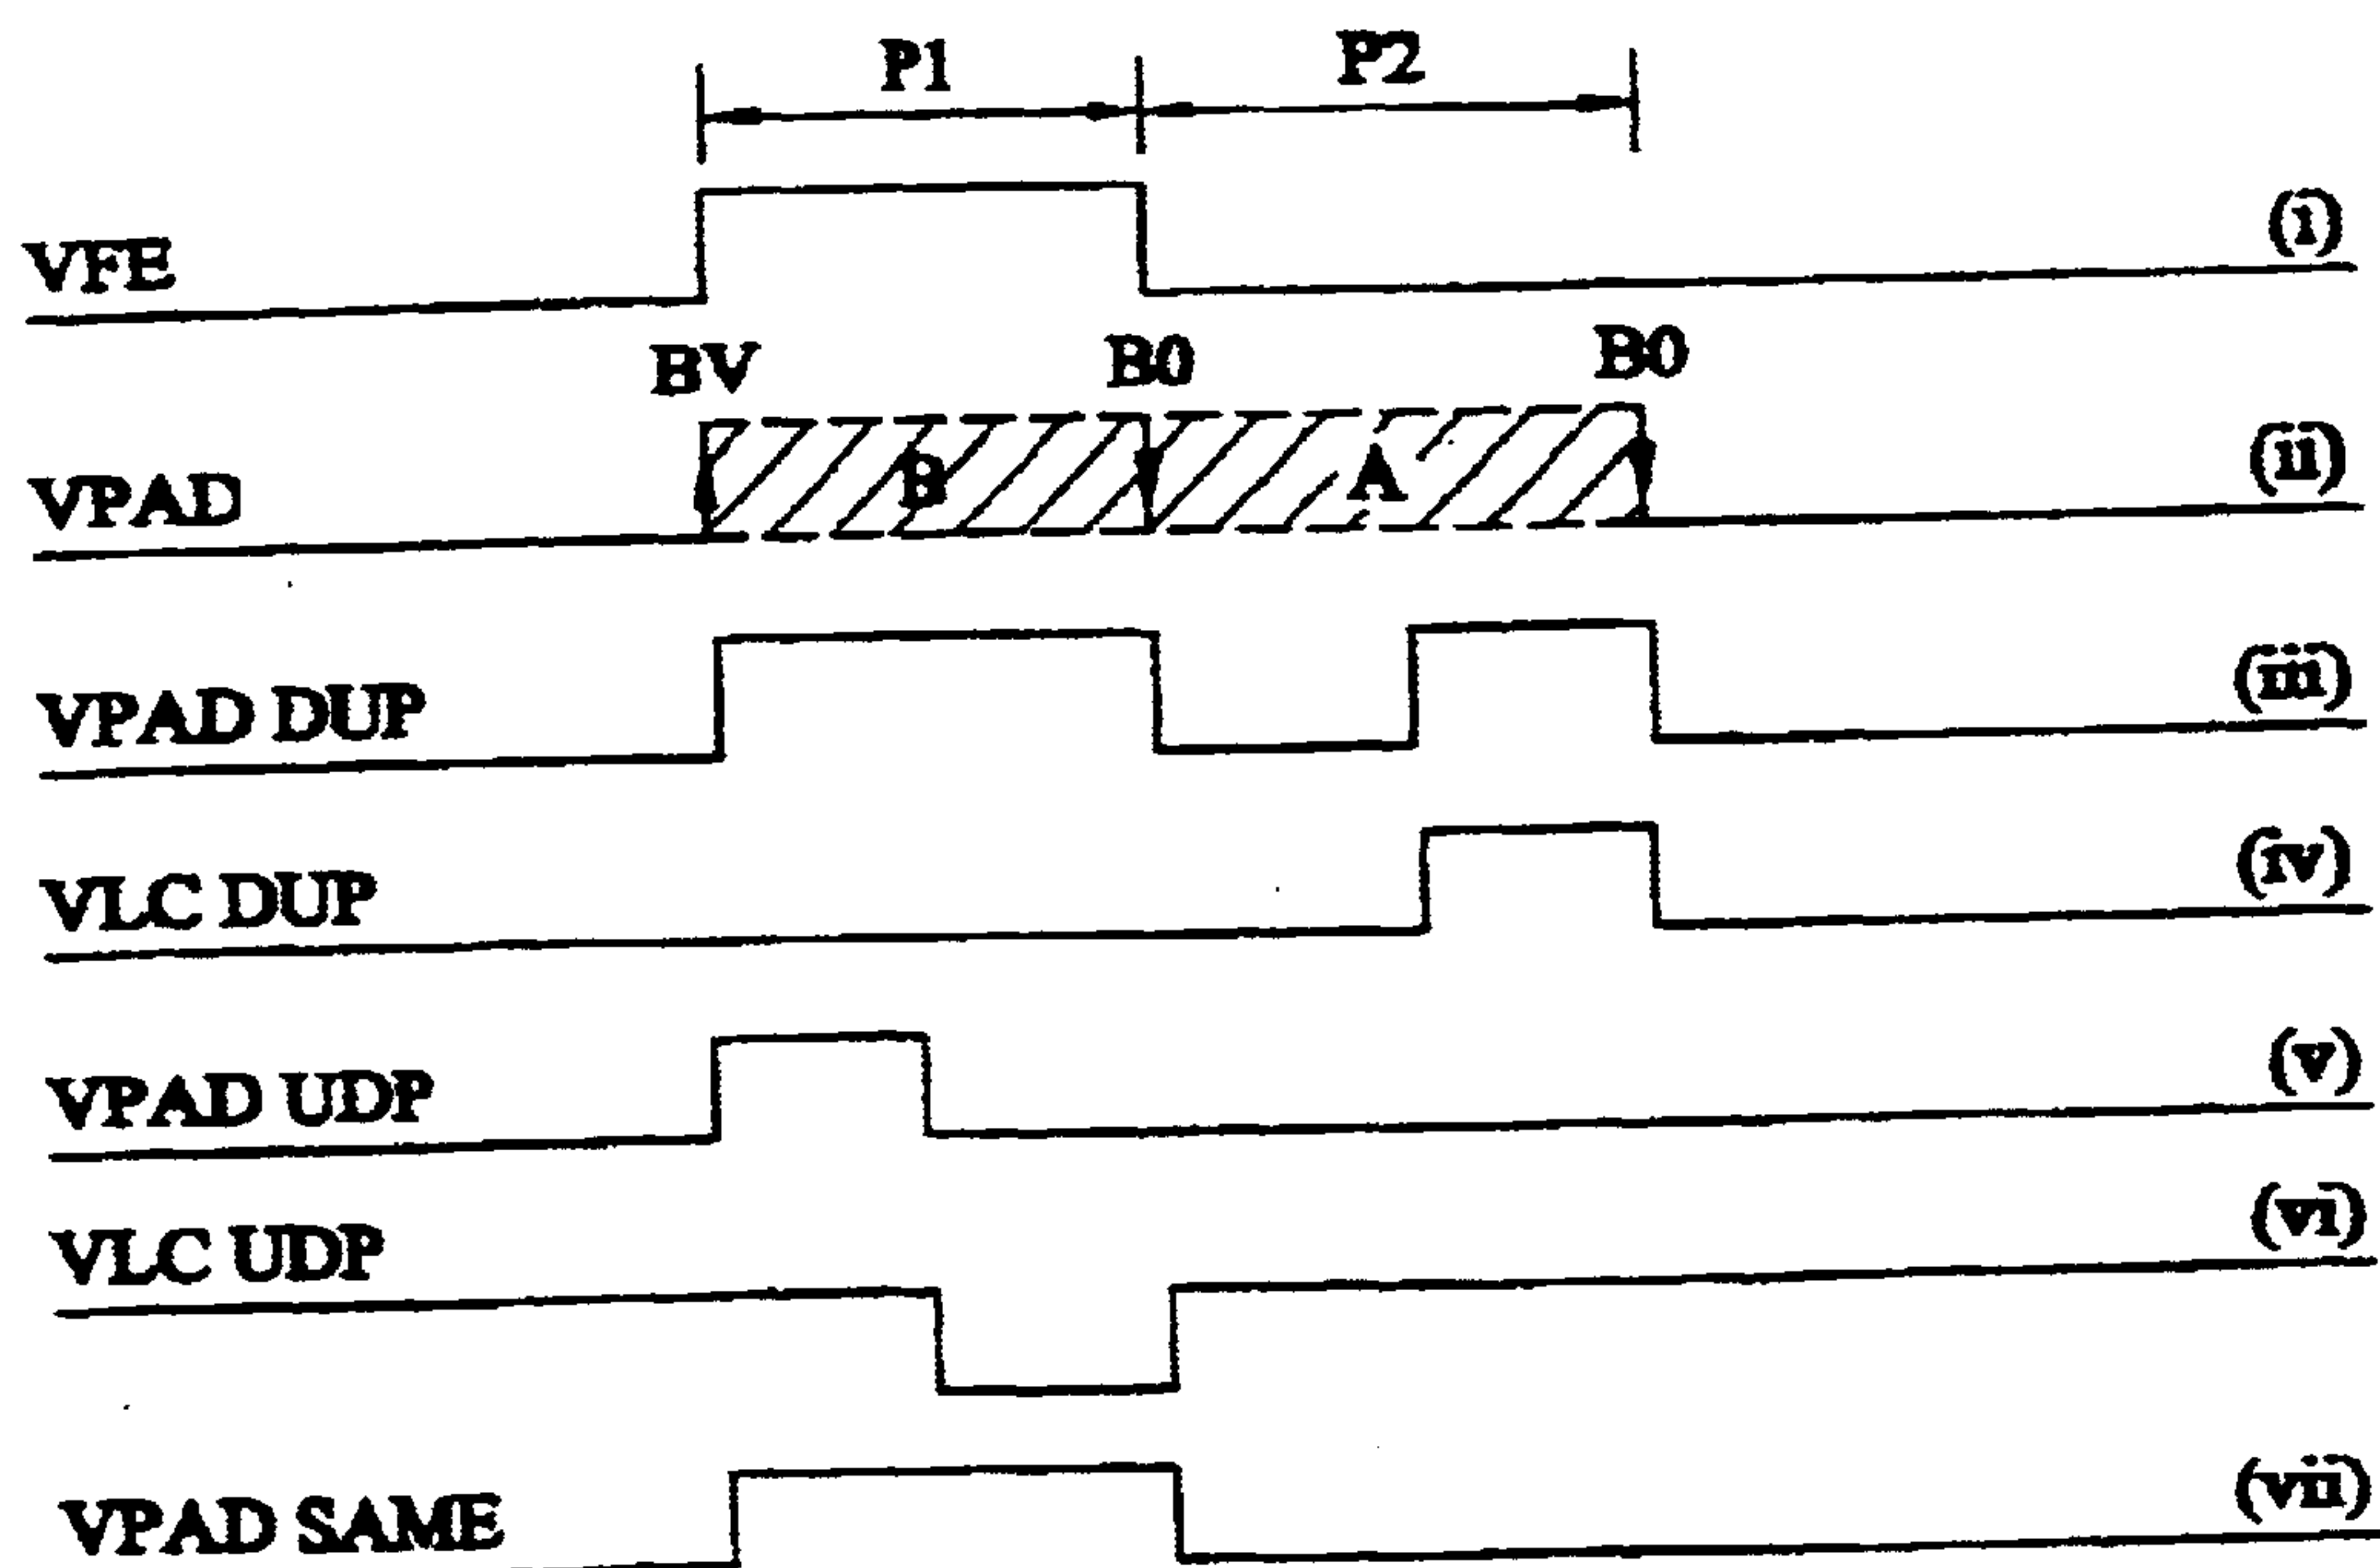 P1 P2
VFE (i)
BV B0 B0
VPAD B A (ii)
VPAD DUP (iii)
VLC DUP (iv)
VPAD UDP (v)
VLC UDP (vi)
VPAD SAME (vii)